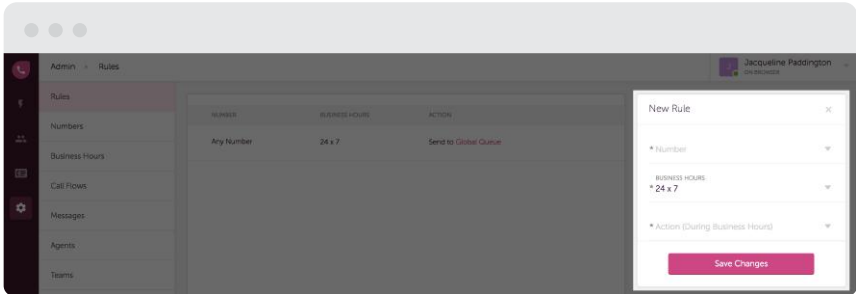 Admin › Rules
Jacqueline Paddington
ON BROWSER
Rules
Numbers
Business Hours
Call Flows
Messages
Agents
Teams
NUMBER BUSINESS HOURS ACTION
Any Number 24 x 7 Send to Global Queue
New Rule ×
* Number
BUSINESS HOURS
* 24 x 7
* Action (During Business Hours)
Save Changes